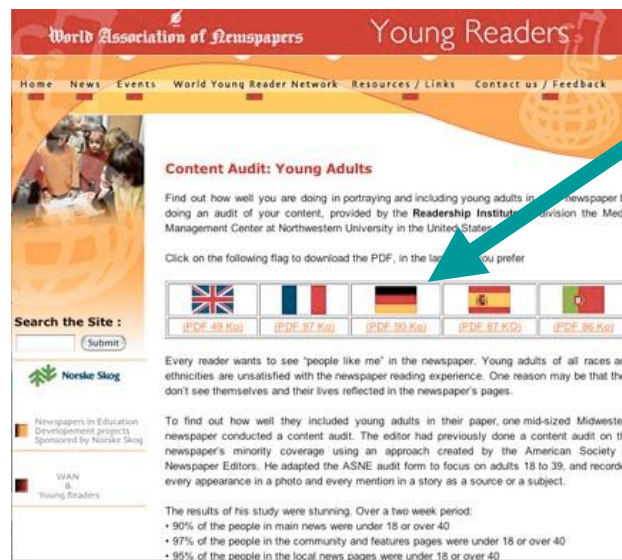 World Association of Newspapers
Young Readers
Home News Events World Young Reader Network Resources / Links Contact us / Feedback
Content Audit: Young Adults
Find out how well you are doing in portraying and including young adults in newspaper
doing an audit of your content, provided by the Readership Institute division the
Management Center at Northwestern University in the United States
Click on the following flag to download the PDF, in the you prefer
(PDF 49 Ko) (PDF 97 Ko) (PDF 90 Ko) (PDF 87 KO) (PDF 86 Ko)
Search the Site :
Submit
Norske Skog
Newspapers in Education
Developement projects
Sponsored by Norske Skog
WAN
&
Young Readers
Every reader wants to see "people like me" in the newspaper. Young adults of all races
ethnicities are unsatisfied with the newspaper reading experience. One reason may be that
don't see themselves and their lives reflected in the newspaper's pages.
To find out how well they included young adults in their paper, one mid-sized
newspaper conducted a content audit. The editor had previously done a content audit on
newspaper's minority coverage using an approach created by the American Society
Newspaper Editors. He adapted the ASNE audit form to focus on adults 18 to 39, and
every appearance in a photo and every mention in a story as a source or a subject.
The results of his study were stunning. Over a two week period:
• 90% of the people in main news were under 18 or over 40
• 97% of the people in the community and features pages were under 18 or over 40
• 95% of the people in the local news pages were under 18 or over 40